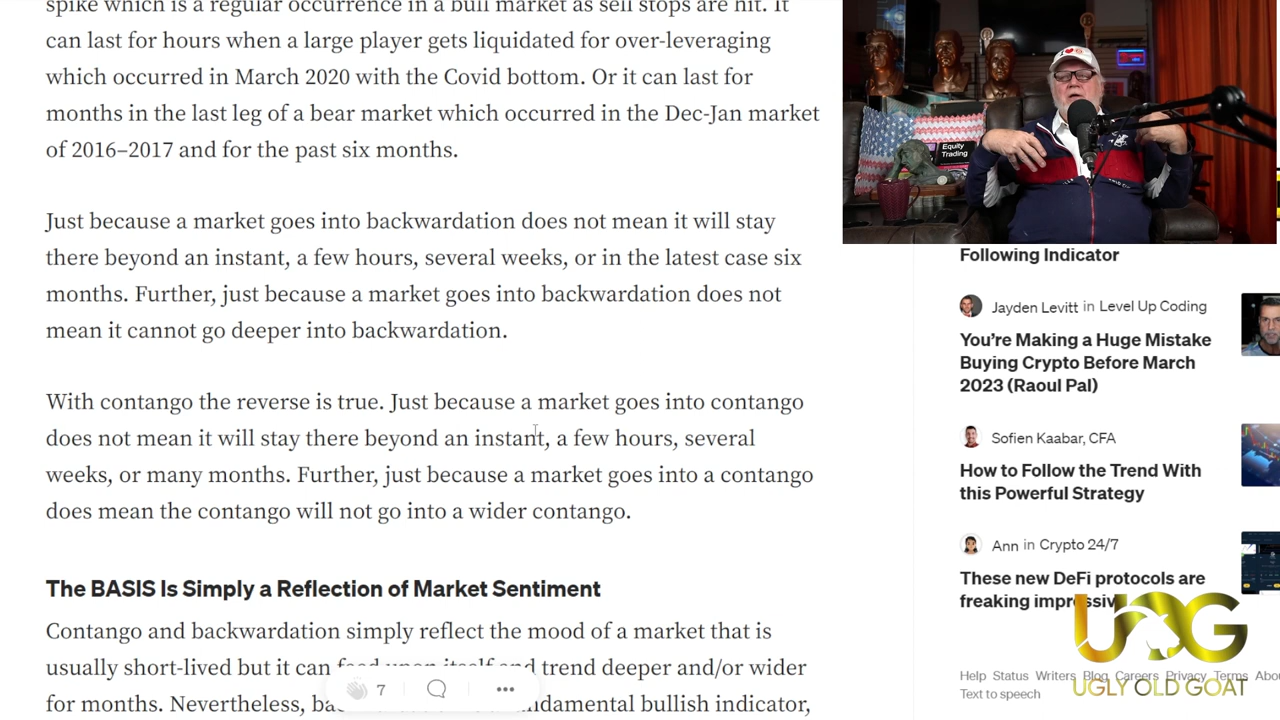 spike which is a regular occurrence in a bull market as sell stops are hit. It
can last for hours when a large player gets liquidated for over-leveraging
which occurred in March 2020 with the Covid bottom. Or it can last for
months in the last leg of a bear market which occurred in the Dec-Jan market
of 2016–2017 and for the past six months.
Just because a market goes into backwardation does not mean it will stay
there beyond an instant, a few hours, several weeks, or in the latest case six
months. Further, just because a market goes into backwardation does not
mean it cannot go deeper into backwardation.
With contango the reverse is true. Just because a market goes into contango
does not mean it will stay there beyond an instant, a few hours, several
weeks, or many months. Further, just because a market goes into a contango
does mean the contango will not go into a wider contango.
The BASIS Is Simply a Reflection of Market Sentiment
Contango and backwardation simply reflect the mood of a market that is
usually short-lived but it can feed upon itself and trend deeper and/or wider
for months. Nevertheless, fundamental bullish indicator,
7
Equity
Trading
Following Indicator
Jayden Levitt in Level Up Coding
You're Making a Huge Mistake
Buying Crypto Before March
2023 (Raoul Pal)
Sofien Kaabar, CFA
How to Follow the Trend With
this Powerful Strategy
Ann in Crypto 24/7
These new DeFi protocols are
freaking impressiv
UOG
UGLY OLD GOAT
Help Status Writers Blog Careers Privacy Terms Abo
Text to speech